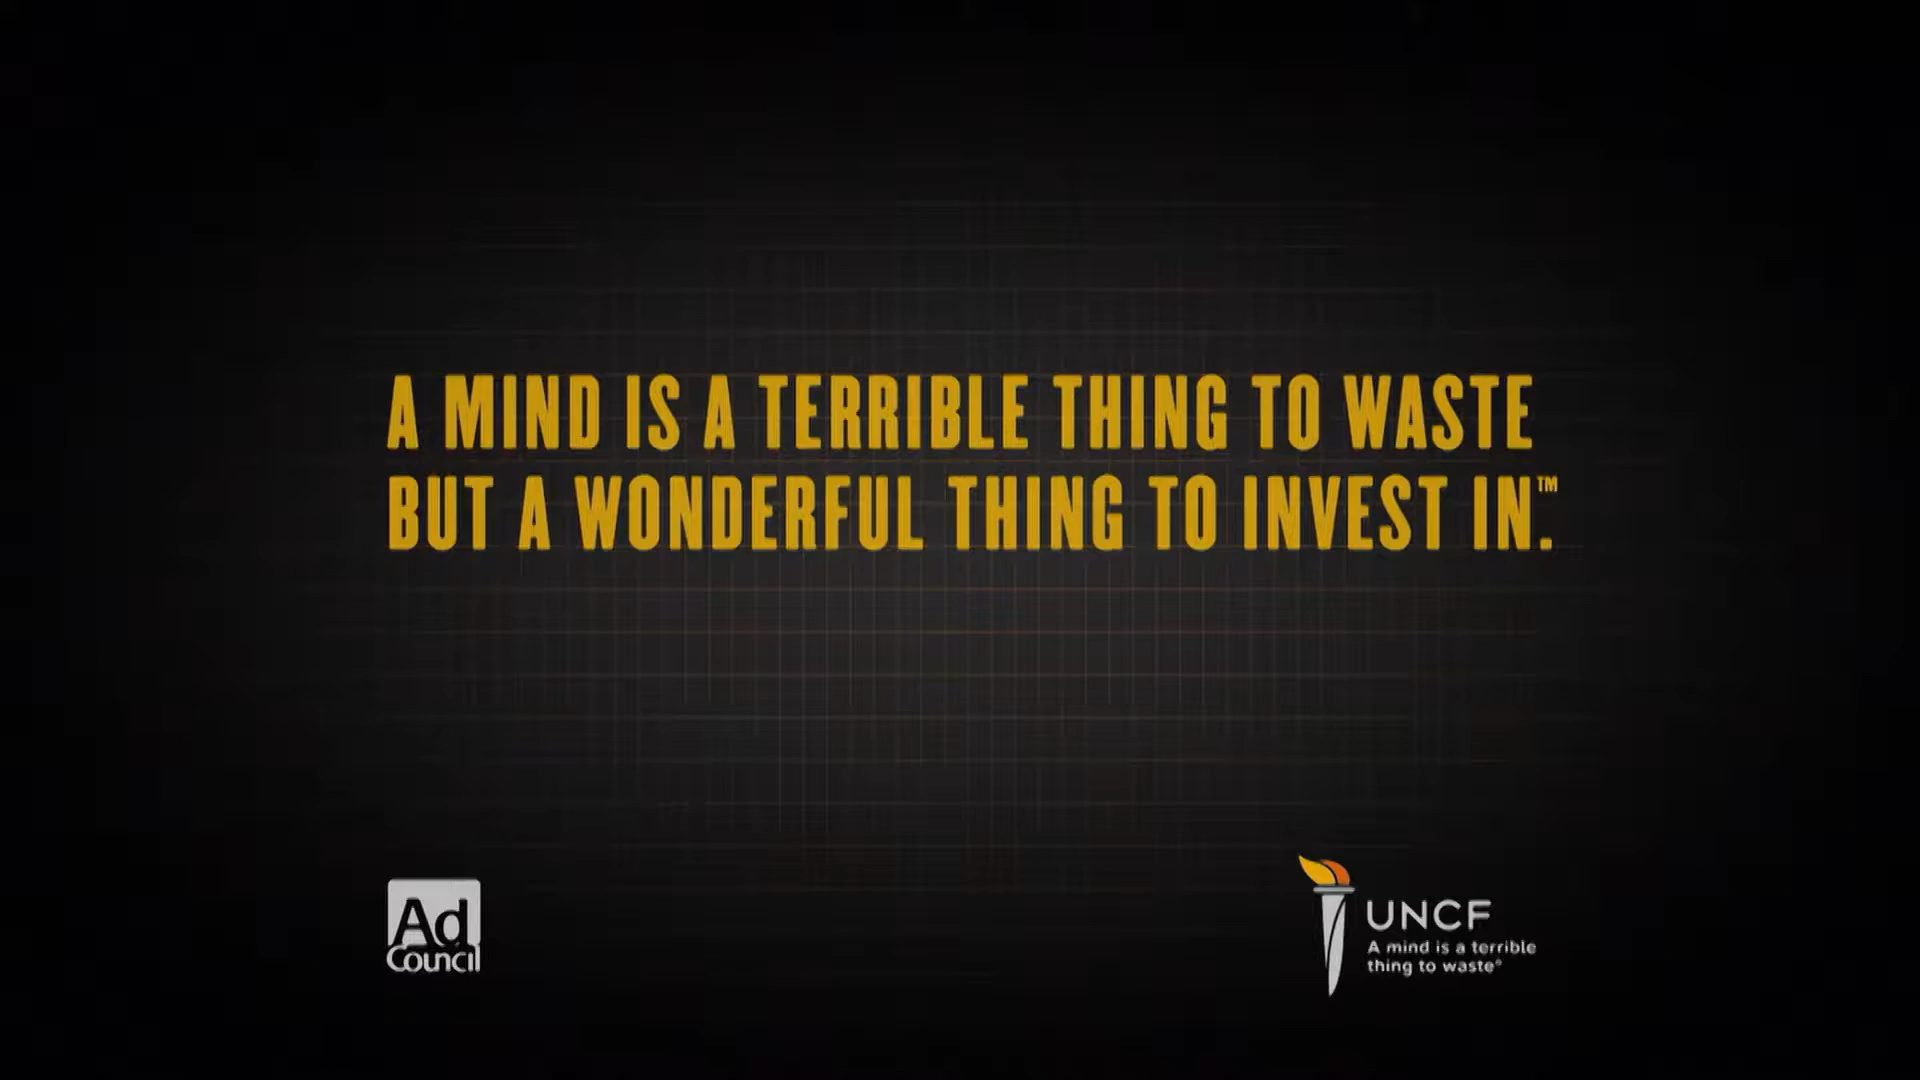 A MIND IS A TERRIBLE THING TO WASTE
BUT A WONDERFUL THING TO INVEST IN.™
Ad
Council
UNCF
A mind is a terrible
thing to waste®